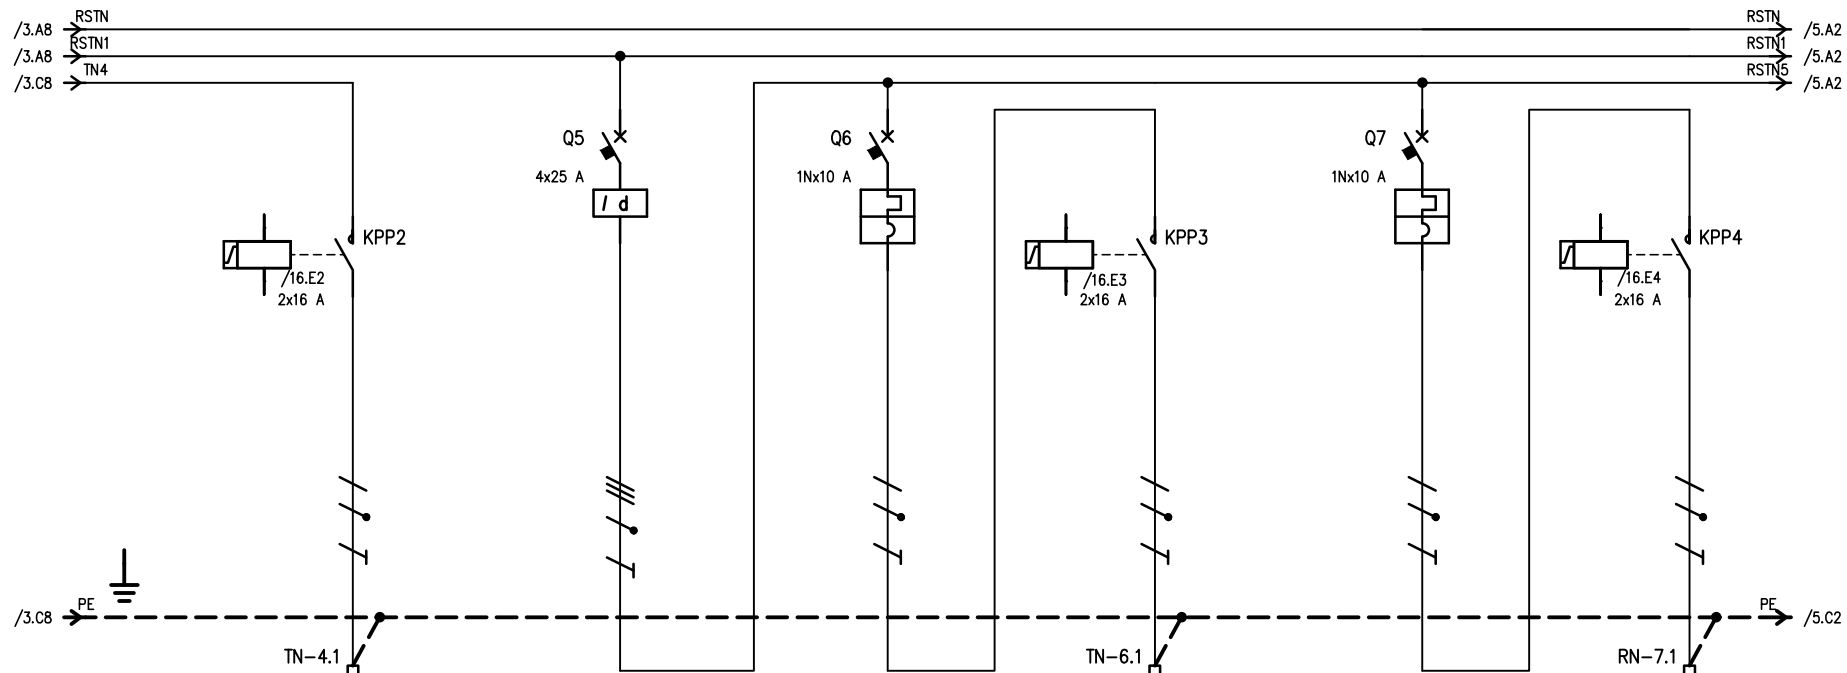 RSTN RSTN
/3.A8 /5.A2
RSTN1 RSTN1
/3.A8 /5.A2
TN4 RSTN5
/3.C8 /5.A2
Q5 Q6 Q7
4x25 A 1Nx10 A 1Nx10 A
I d
KPP2 KPP3 KPP4
/16.E2 /16.E3 /16.E4
2x16 A 2x16 A 2x16 A
PE PE
/3.C8 /5.C2
TN-4.1 TN-6.1 RN-7.1